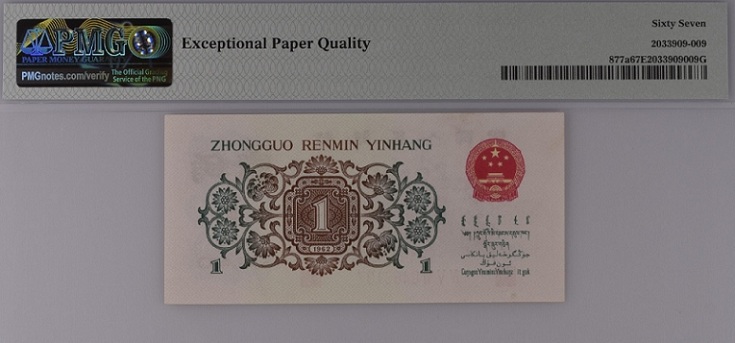 PMG
PAPER MONEY GUARANTY
PMGnotes.com/verify
The Official Grading
Service of the PNG
Exceptional Paper Quality
Sixty Seven
2033909-009
877a67E2033909009G
ZHONGGUO RENMIN YINHANG
1
1962
1
1